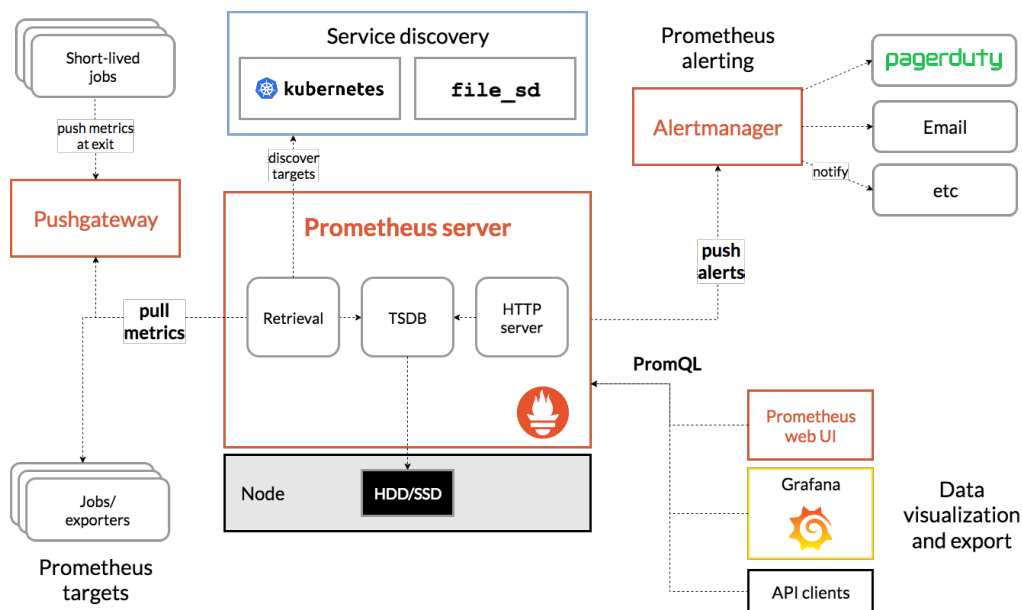 Short-lived
jobs
push metrics
at exit
Pushgateway
pull
metrics
Jobs/
exporters
Prometheus
targets
Service discovery
kubernetes
file_sd
discover
targets
Prometheus server
Retrieval
TSDB
HTTP
server
Node
HDD/SSD
Prometheus
alerting
Alertmanager
pagerduty
Email
notify
etc
push
alerts
PromQL
Prometheus
web UI
Grafana
API clients
Data
visualization
and export